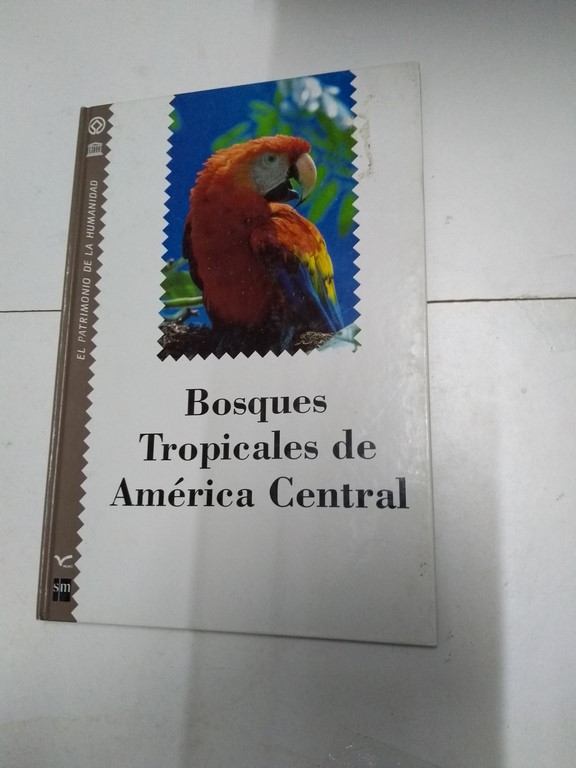 EL PATRIMONIO DE LA HUMANIDAD
Bosques
Tropicales de
América Central
sm